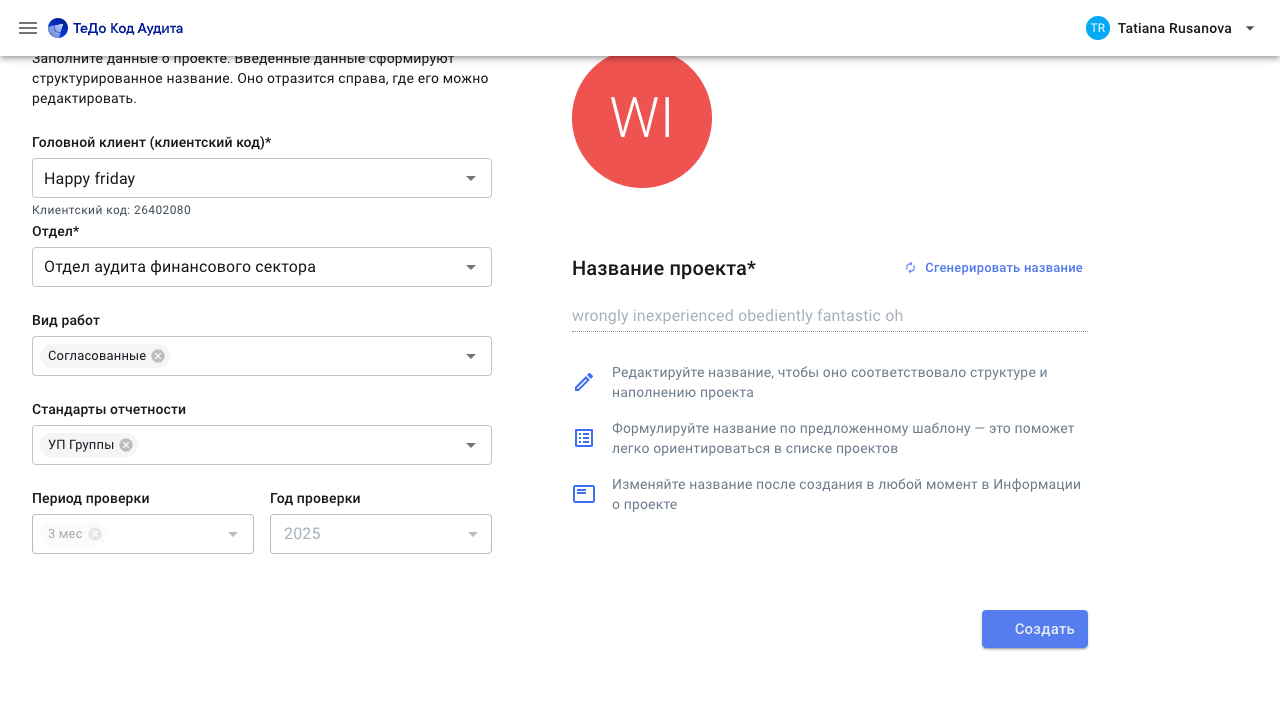 ТеДо Код Аудита
TR
Tatiana Rusanova
Заполните данные о проекте. Введенные данные сформируют
структурированное название. Оно отразится справа, где его можно
редактировать.
Головной клиент (клиентский код)*
Happy friday
Клиентский код: 26402080
Отдел*
Отдел аудита финансового сектора
Вид работ
Согласованные
Стандарты отчетности
УП Группы
Период проверки
Год проверки
3 мес
2025
WI
Название проекта*
Сгенерировать название
wrongly inexperienced obediently fantastic oh
Редактируйте название, чтобы оно соответствовало структуре и
наполнению проекта
Формулируйте название по предложенному шаблону — это поможет
легко ориентироваться в списке проектов
Изменяйте название после создания в любой момент в Информации
о проекте
Создать